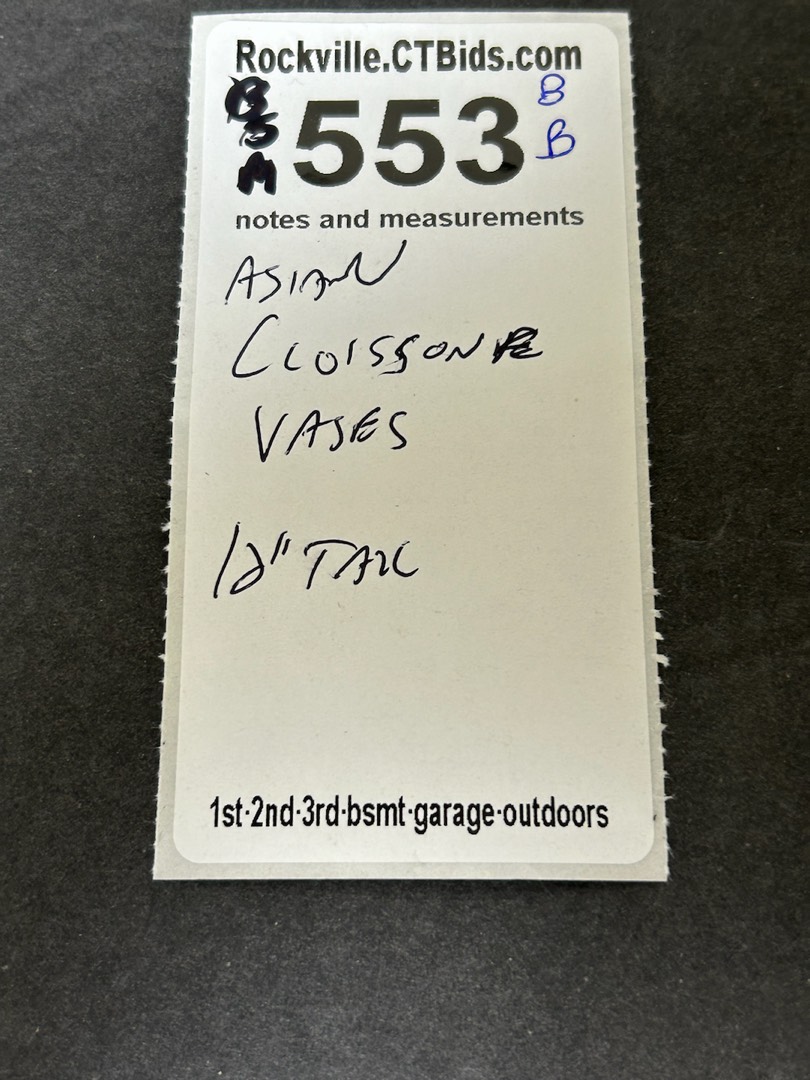 Rockville.CTBids.com
553
B
B
notes and measurements
ASIAN
CLOISSONE
VASES
12" TALL
1st·2nd·3rd·bsmt·garage·outdoors